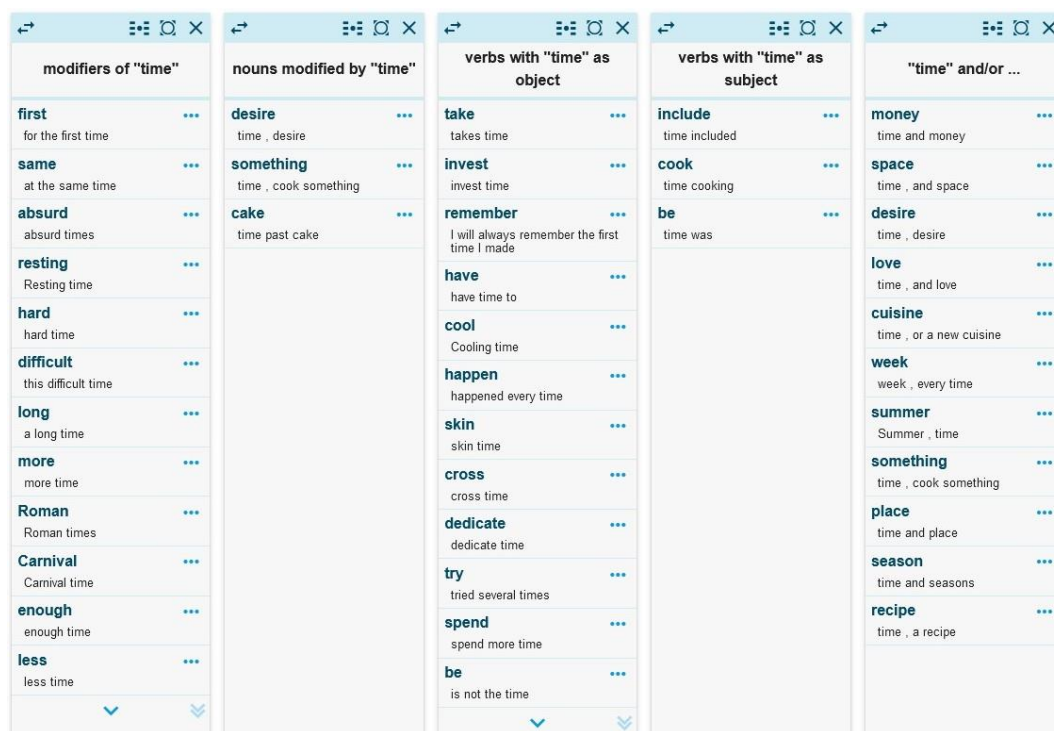 modifiers of "time"
first
for the first time
same
at the same time
absurd
absurd times
resting
Resting time
hard
hard time
difficult
this difficult time
long
a long time
more
more time
Roman
Roman times
Carnival
Carnival time
enough
enough time
less
less time
nouns modified by "time"
desire
time , desire
something
time , cook something
cake
time past cake
verbs with "time" as
object
take
takes time
invest
invest time
remember
I will always remember the first
time I made
have
have time to
cool
Cooling time
happen
happened every time
skin
skin time
cross
cross time
dedicate
dedicate time
try
tried several times
spend
spend more time
be
is not the time
verbs with "time" as
subject
include
time included
cook
time cooking
be
time was
"time" and/or ...
money
time and money
space
time , and space
desire
time , desire
love
time , and love
cuisine
time , or a new cuisine
week
week , every time
summer
Summer , time
something
time , cook something
place
time and place
season
time and seasons
recipe
time , a recipe